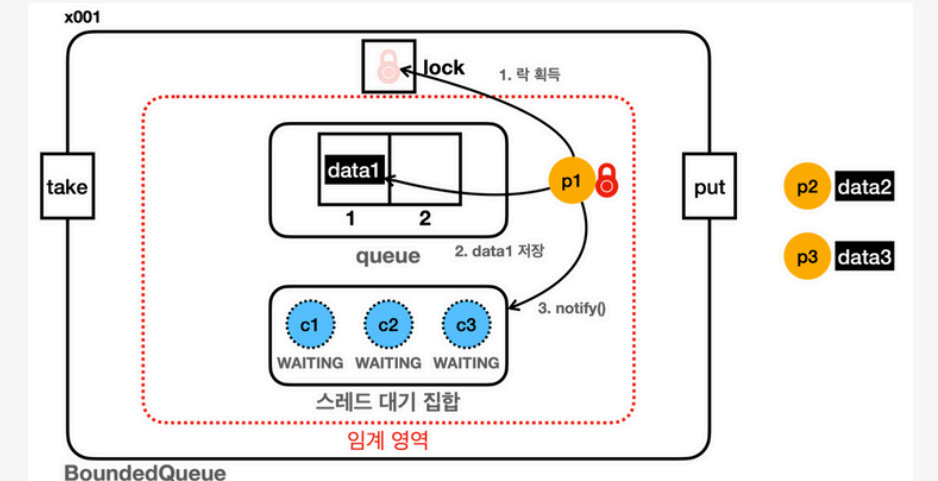 x001
lock
1. 락 획득
data1
1 2
queue
2. data1 저장
take
p1
put
p2 data2
p3 data3
3. notify()
c1 c2 c3
WAITING WAITING WAITING
스레드 대기 집합
임계 영역
BoundedQueue